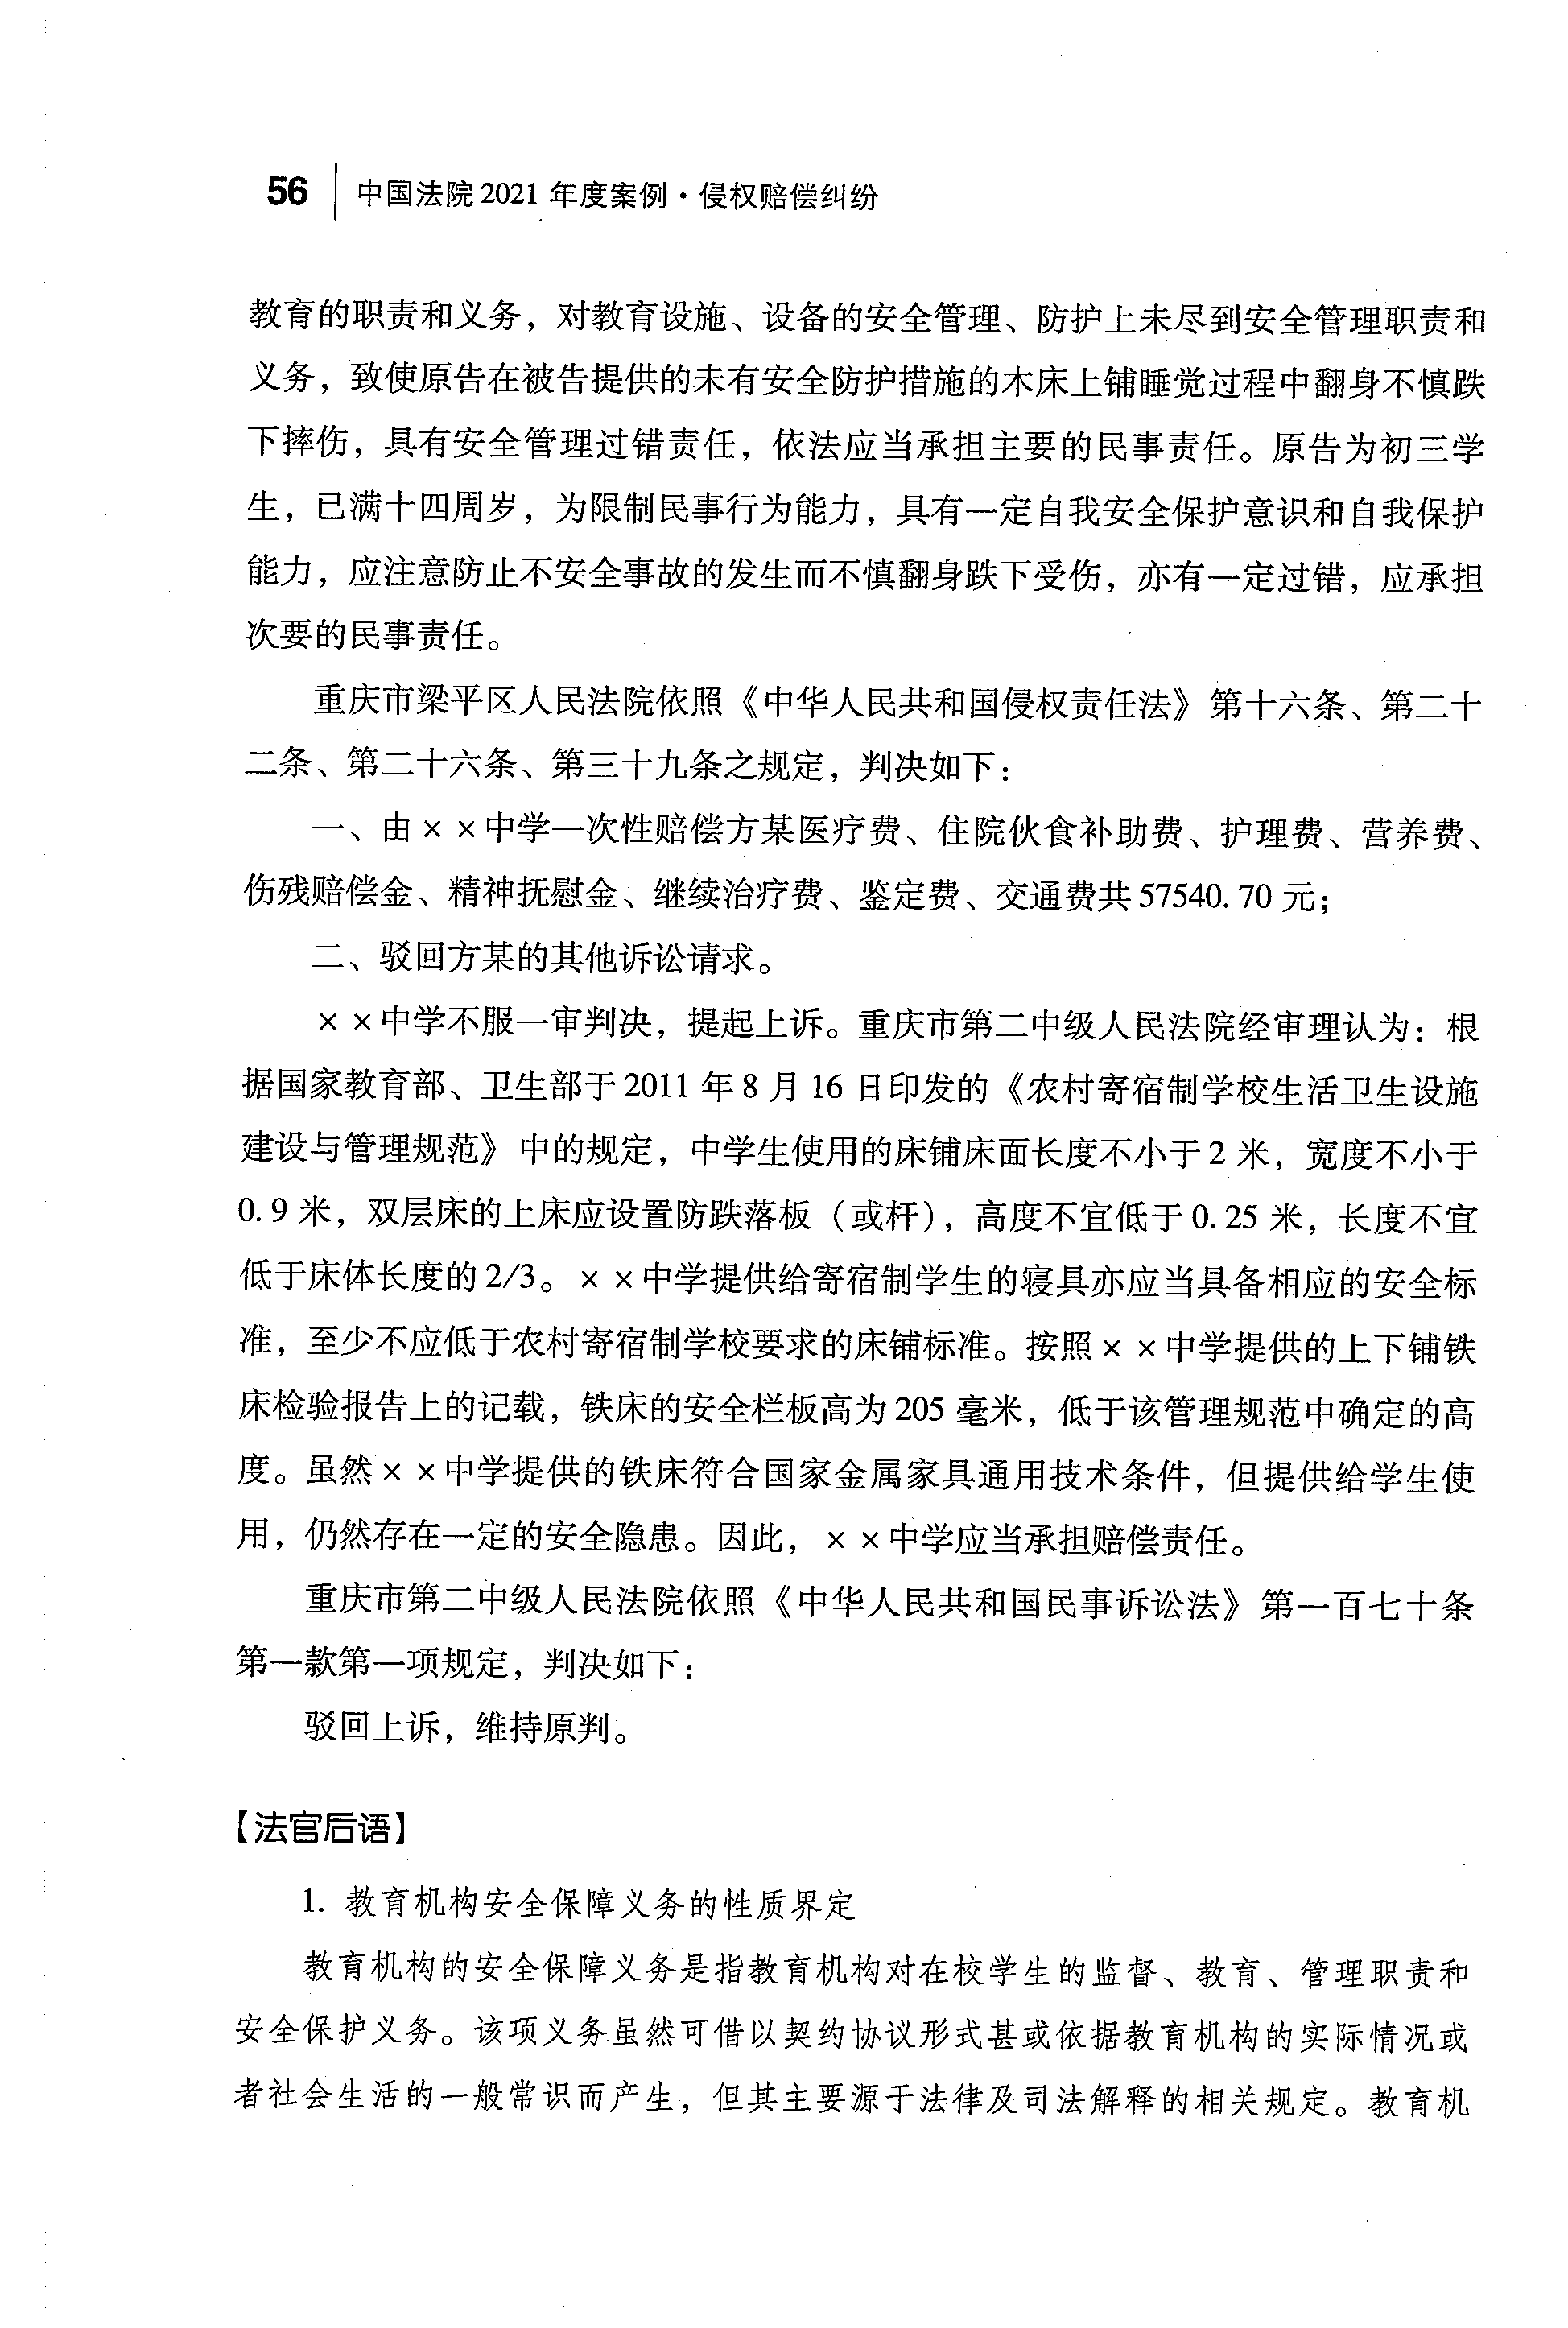 56 中国法院2021年度案例·侵权赔偿纠纷
教育的职责和义务，对教育设施、设备的安全管理、防护上未尽到安全管理职责和
义务，致使原告在被告提供的未有安全防护措施的木床上铺睡觉过程中翻身不慎跌
下摔伤，具有安全管理过错责任，依法应当承担主要的民事责任。原告为初三学
生，已满十四周岁，为限制民事行为能力，具有一定自我安全保护意识和自我保护
能力，应注意防止不安全事故的发生而不慎翻身跌下受伤，亦有一定过错，应承担
次要的民事责任。
重庆市梁平区人民法院依照《中华人民共和国侵权责任法》第十六条、第二十
二条、第二十六条、第三十九条之规定，判决如下：
一、由××中学一次性赔偿方某医疗费、住院伙食补助费、护理费、营养费、
伤残赔偿金、精神抚慰金、继续治疗费、鉴定费、交通费共57540.70元；
二、驳回方某的其他诉讼请求。
××中学不服一审判决，提起上诉。重庆市第二中级人民法院经审理认为：根
据国家教育部、卫生部于2011年8月16日印发的《农村寄宿制学校生活卫生设施
建设与管理规范》中的规定，中学生使用的床铺床面长度不小于2米，宽度不小于
0.9米，双层床的上床应设置防跌落板（或杆），高度不宜低于0.25米，长度不宜
低于床体长度的2/3。××中学提供给寄宿制学生的寝具亦应当具备相应的安全标
准，至少不应低于农村寄宿制学校要求的床铺标准。按照××中学提供的上下铺铁
床检验报告上的记载，铁床的安全栏板高为205毫米，低于该管理规范中确定的高
度。虽然××中学提供的铁床符合国家金属家具通用技术条件，但提供给学生使
用，仍然存在一定的安全隐患。因此，××中学应当承担赔偿责任。
重庆市第二中级人民法院依照《中华人民共和国民事诉讼法》第一百七十条
第一款第一项规定，判决如下：
驳回上诉，维持原判。
【法官后语】
1. 教育机构安全保障义务的性质界定
教育机构的安全保障义务是指教育机构对在校学生的监督、教育、管理职责和
安全保护义务。该项义务虽然可借以契约协议形式甚或依据教育机构的实际情况或
者社会生活的一般常识而产生，但其主要源于法律及司法解释的相关规定。教育机